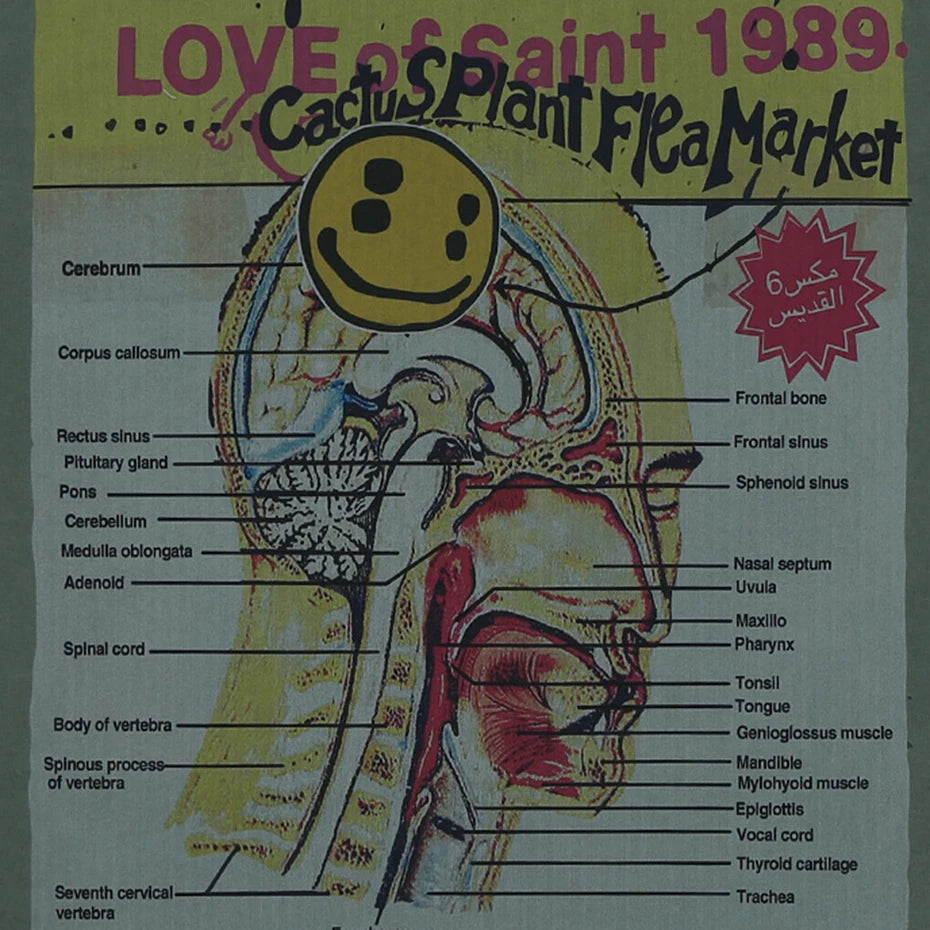 LOVE of Saint 1989.
CactuS Plant Flea Market
مكس6
القديس
Cerebrum
Corpus callosum
Rectus sinus
Pitultary gland
Pons
Cerebellum
Medulla oblongata
Adenoid
Spinal cord
Body of vertebra
Spinous process
of vertebra
Seventh cervical
vertebra
Frontal bone
Frontal sinus
Sphenoid sinus
Nasal septum
Uvula
Maxillo
Pharynx
Tonsil
Tongue
Genioglossus muscle
Mandible
Mylohyoid muscle
Epiglottis
Vocal cord
Thyroid cartilage
Trachea